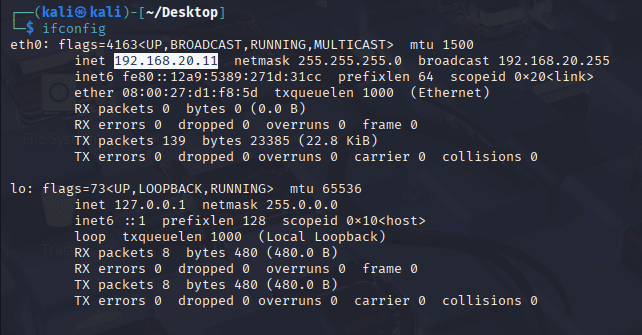 ┌──(kali㉿kali)-[~/Desktop]
└─$ ifconfig
eth0: flags=4163<UP,BROADCAST,RUNNING,MULTICAST>  mtu 1500
        inet 192.168.20.11  netmask 255.255.255.0  broadcast 192.168.20.255
        inet6 fe80::12a9:5389:271d:31cc  prefixlen 64  scopeid 0×20<link>
        ether 08:00:27:d1:f8:5d  txqueuelen 1000  (Ethernet)
        RX packets 0  bytes 0 (0.0 B)
        RX errors 0  dropped 0  overruns 0  frame 0
        TX packets 139  bytes 23385 (22.8 KiB)
        TX errors 0  dropped 0 overruns 0  carrier 0  collisions 0

lo: flags=73<UP,LOOPBACK,RUNNING>  mtu 65536
        inet 127.0.0.1  netmask 255.0.0.0
        inet6 ::1  prefixlen 128  scopeid 0×10<host>
        loop  txqueuelen 1000  (Local Loopback)
        RX packets 8  bytes 480 (480.0 B)
        RX errors 0  dropped 0  overruns 0  frame 0
        TX packets 8  bytes 480 (480.0 B)
        TX errors 0  dropped 0 overruns 0  carrier 0  collisions 0